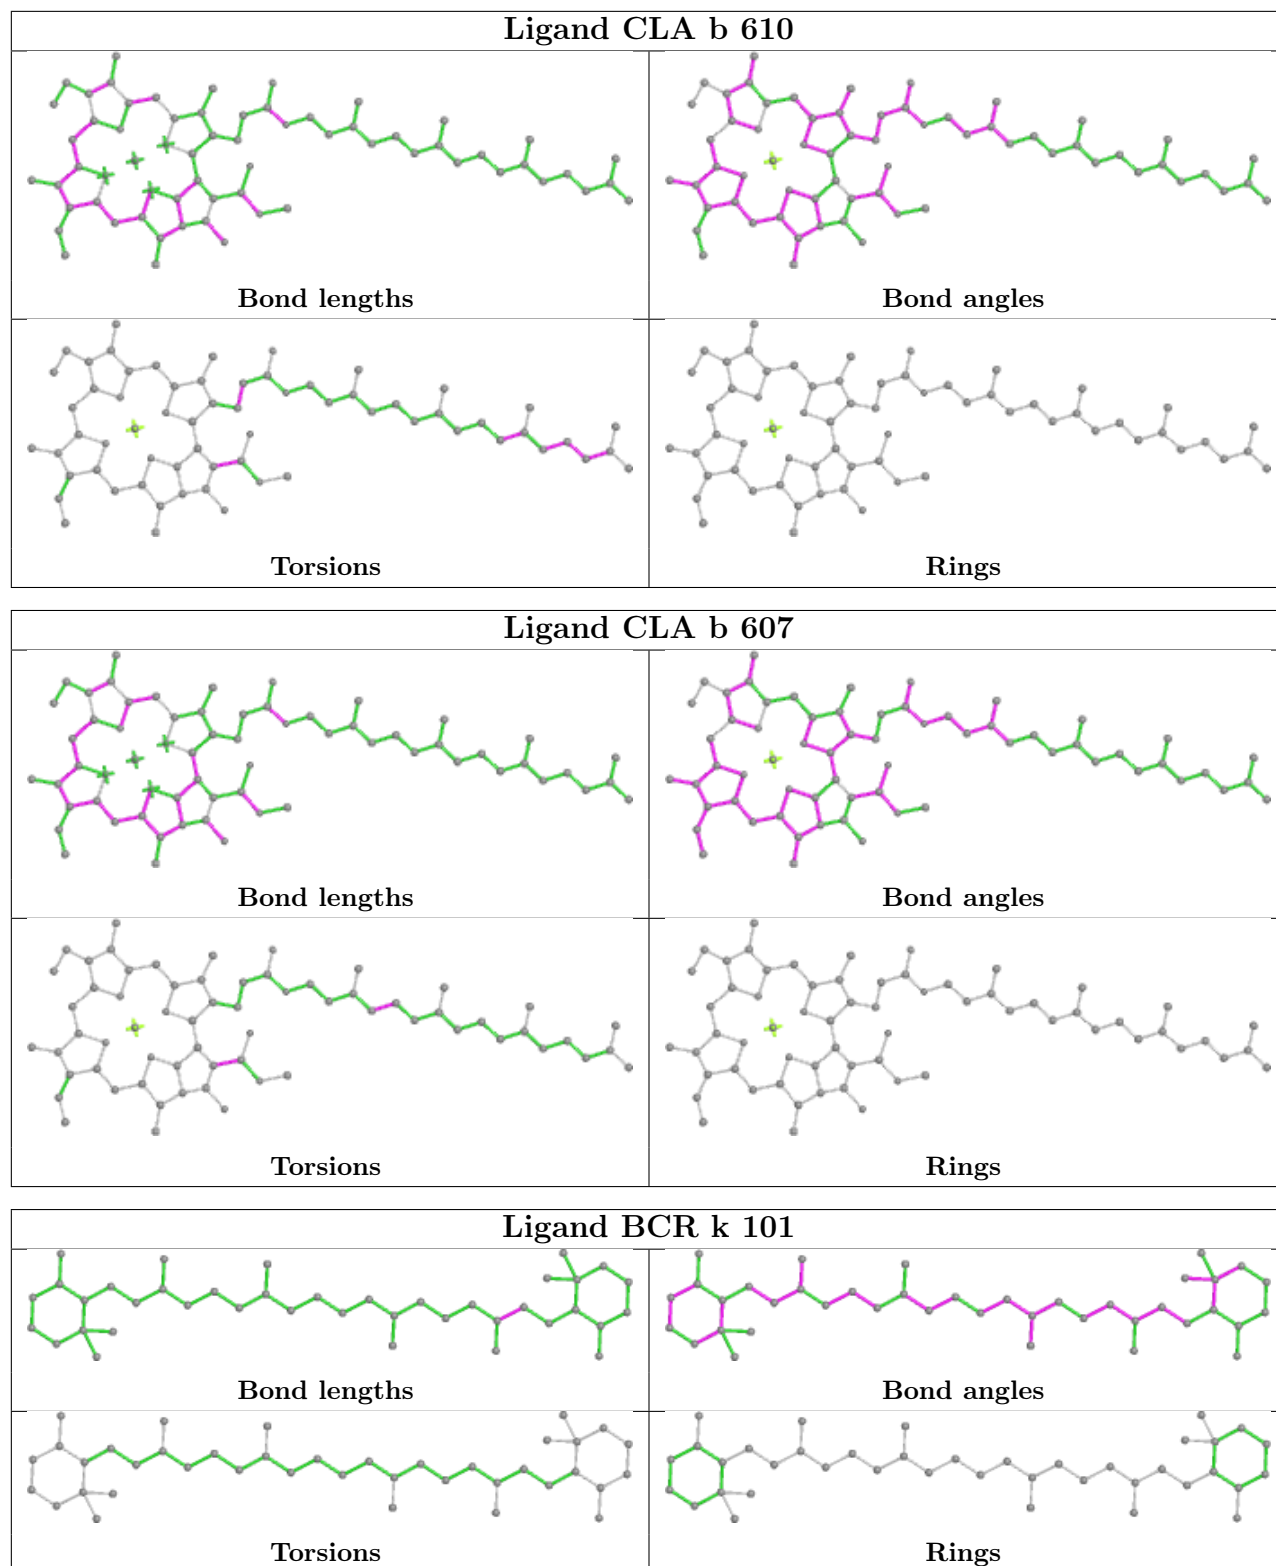 Ligand CLA b 610
Bond lengths
Bond angles
Torsions
Rings
Ligand CLA b 607
Bond lengths
Bond angles
Torsions
Rings
Ligand BCR k 101
Bond lengths
Bond angles
Torsions
Rings